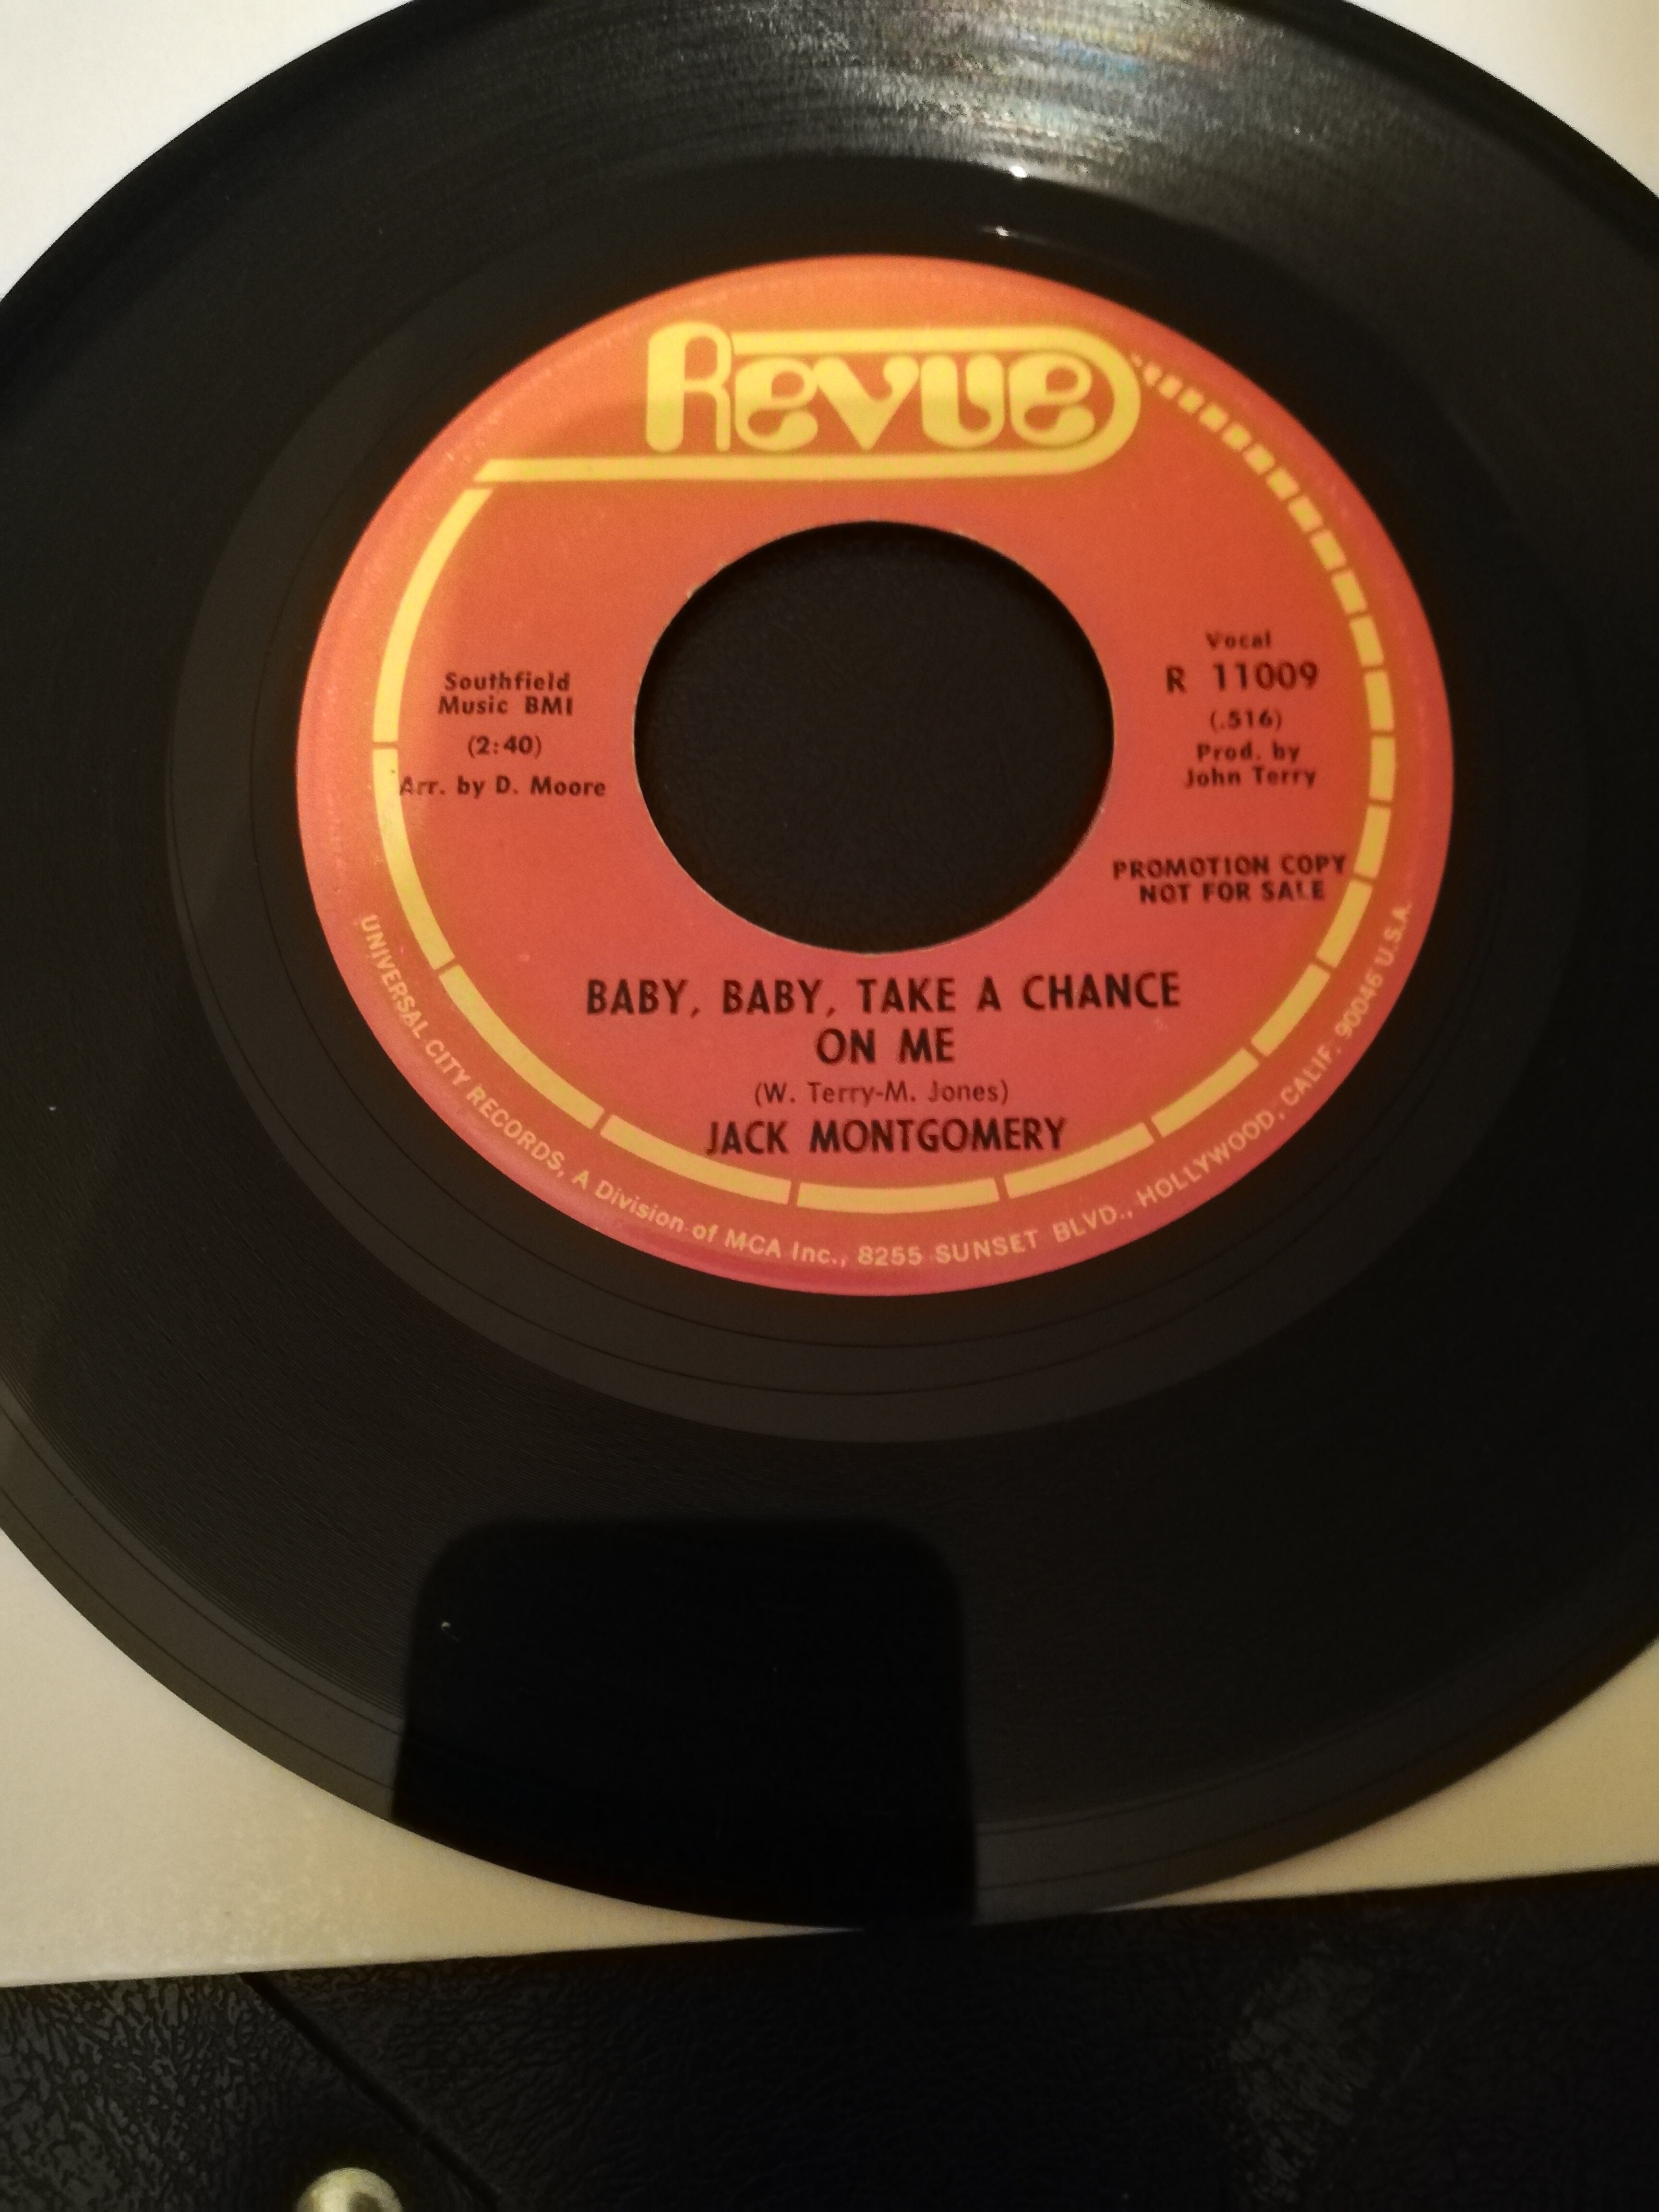 Revue
Southfield
Music BMI
(2:40)
Arr. by D. Moore
Vocal
R 11009
(.516)
Prod. by
John Terry
PROMOTION COPY
NOT FOR SALE
BABY, BABY, TAKE A CHANCE
ON ME
(W. Terry-M. Jones)
JACK MONTGOMERY
UNIVERSAL CITY RECORDS, A Division of MCA Inc., 8255 SUNSET BLVD., HOLLYWOOD, CALIF. 90046 U.S.A.